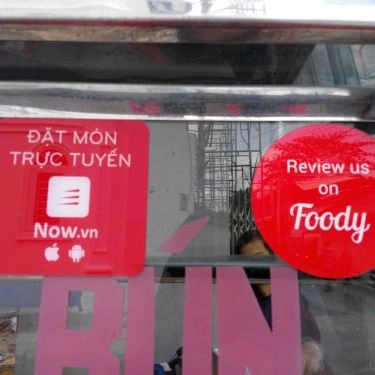 ĐẶT MÓN
TRỰC TUYẾN
Now.vn
Review us
on
Foody
BÚN